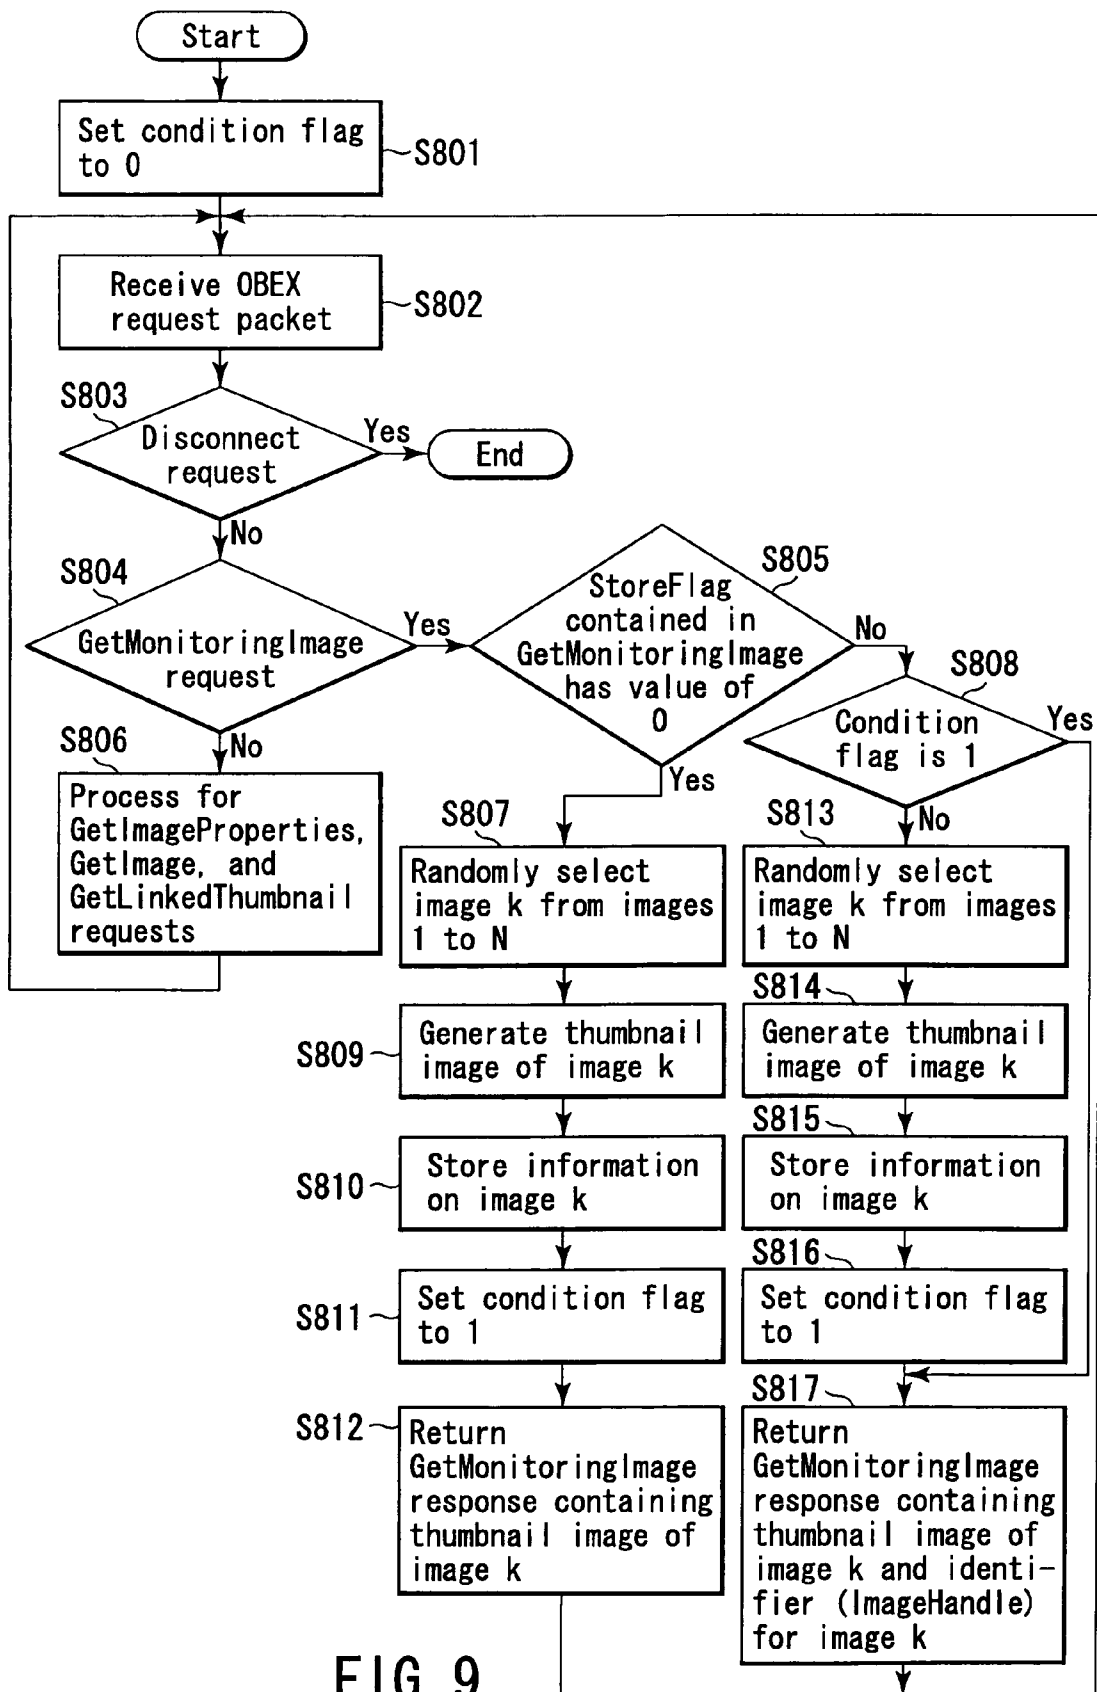 Start
Set condition flag
to 0
S801
Receive OBEX
request packet
S802
S803
Disconnect
request
Yes
End
No
S804
GetMonitoringImage
request
Yes
No
S805
StoreFlag
contained in
GetMonitoringImage
has value of
0
No
Yes
S806
Process for
GetImageProperties,
GetImage, and
GetLinkedThumbnail
requests
S808
Condition
flag is 1
Yes
No
S807
Randomly select
image k from images
1 to N
S813
Randomly select
image k from images
1 to N
S809
Generate thumbnail
image of image k
S814
Generate thumbnail
image of image k
S810
Store information
on image k
S815
Store information
on image k
S811
Set condition flag
to 1
S816
Set condition flag
to 1
S812
Return
GetMonitoringImage
response containing
thumbnail image of
image k
S817
Return
GetMonitoringImage
response containing
thumbnail image of
image k and identi-
fier (ImageHandle)
for image k
FIG. 9